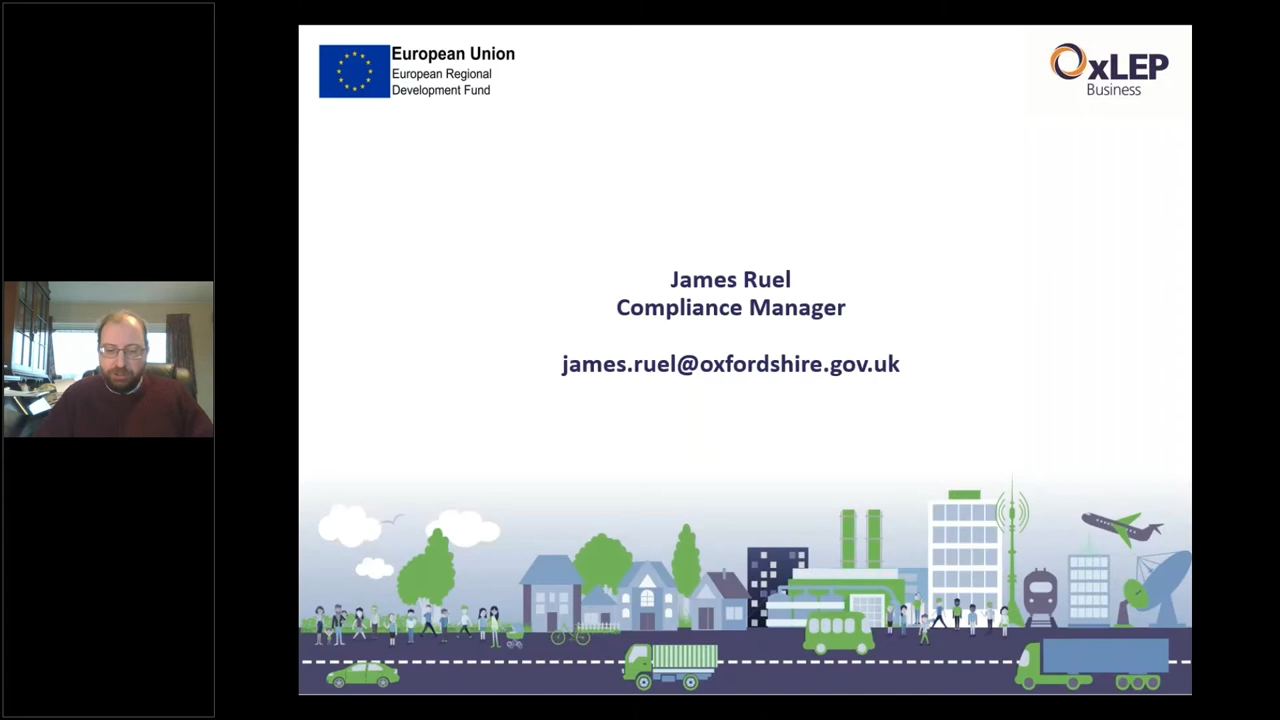 European Union
European Regional
Development Fund
OxLEP
Business
James Ruel
Compliance Manager
james.ruel@oxfordshire.gov.uk